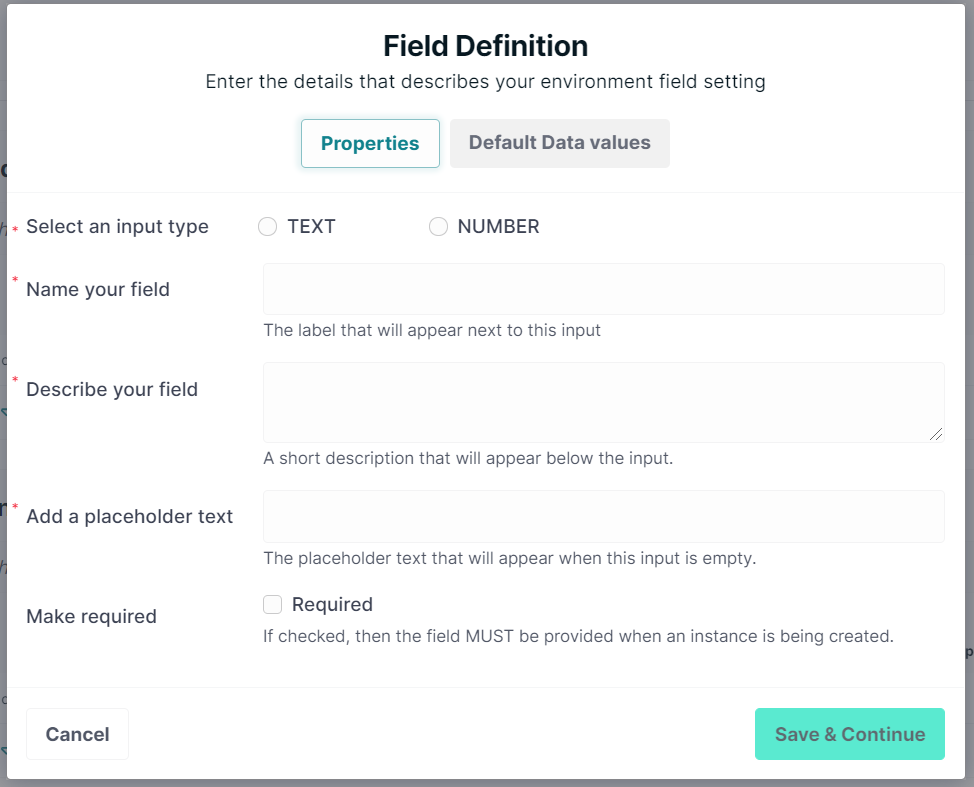 Field Definition
Enter the details that describes your environment field setting
Properties Default Data values
* Select an input type TEXT NUMBER
* Name your field
The label that will appear next to this input
* Describe your field
A short description that will appear below the input.
* Add a placeholder text
The placeholder text that will appear when this input is empty.
Required
Make required
If checked, then the field MUST be provided when an instance is being created.
Cancel Save & Continue